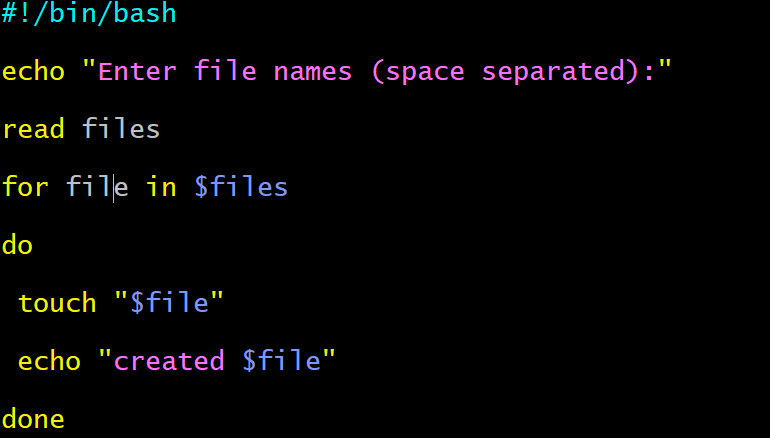 #!/bin/bash
echo "Enter file names (space separated):"
read files
for file in $files
do
 touch "$file"
 echo "created $file"
done